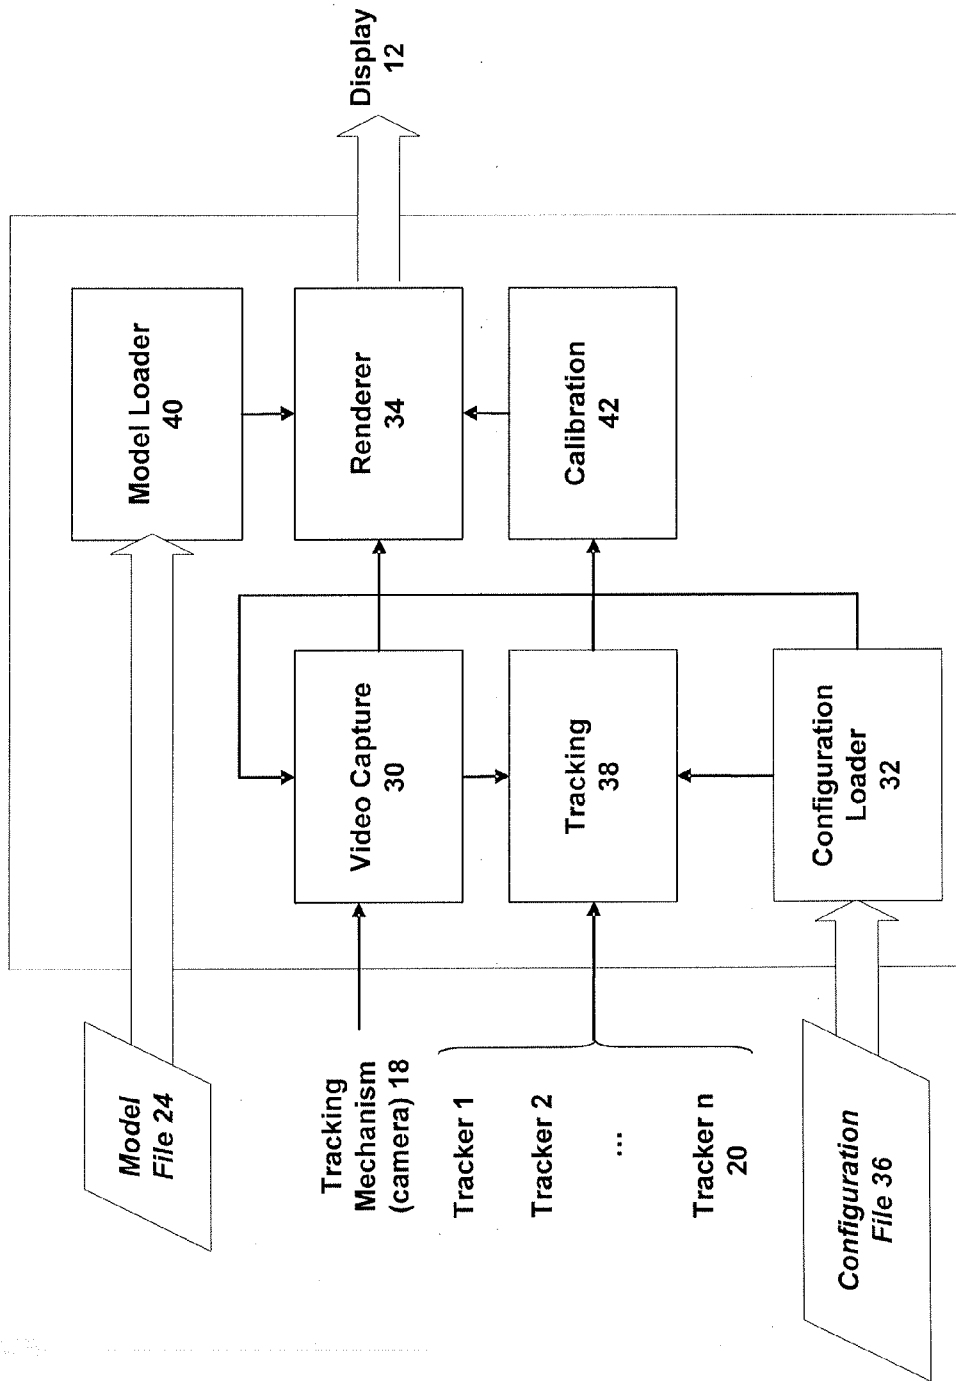 Model
File 24
Model Loader
40
Tracking
Mechanism
(camera) 18
Video Capture
30
Renderer
34
Display
12
Tracker 1
Tracker 2
...
Tracker n
20
Tracking
38
Calibration
42
Configuration
File 36
Configuration
Loader
32